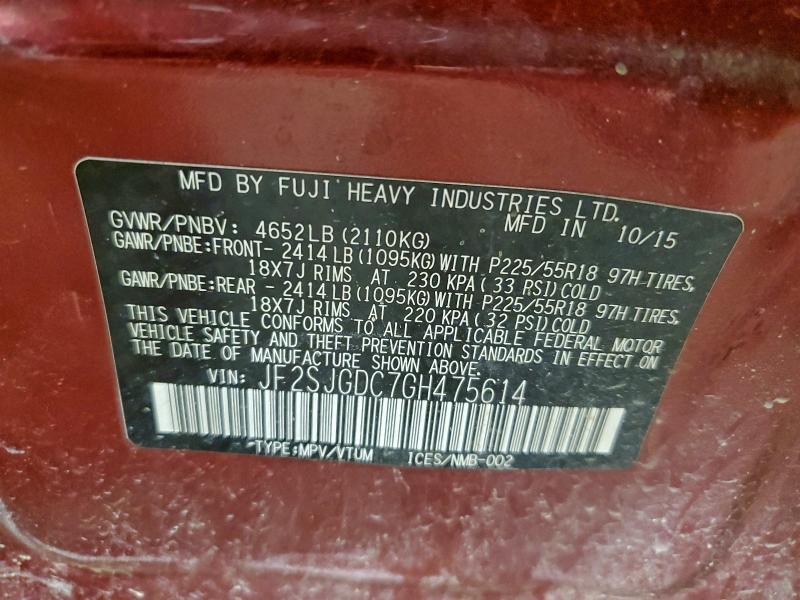 MFD BY FUJI HEAVY INDUSTRIES LTD.
MFD IN 10/15
GVWR/PNBV: 4652LB (2110KG)
GAWR/PNBE:FRONT- 2414 LB (1095KG) WITH P225/55R18 97H TIRES,
18X7J RIMS AT 230 KPA ( 33 PSI) COLD
GAWR/PNBE:REAR - 2414 LB (1095KG) WITH P225/55R18 97H TIRES,
18X7J RIMS AT 220 KPA ( 32 PSI) COLD
THIS VEHICLE CONFORMS TO ALL APPLICABLE FEDERAL MOTOR
VEHICLE SAFETY AND THEFT PREVENTION STANDARDS IN EFFECT ON
THE DATE OF MANUFACTURE SHOWN ABOVE.
VIN: JF2SJGDC7GH475614
TYPE:MPV/VTUM ICES/NMB-002